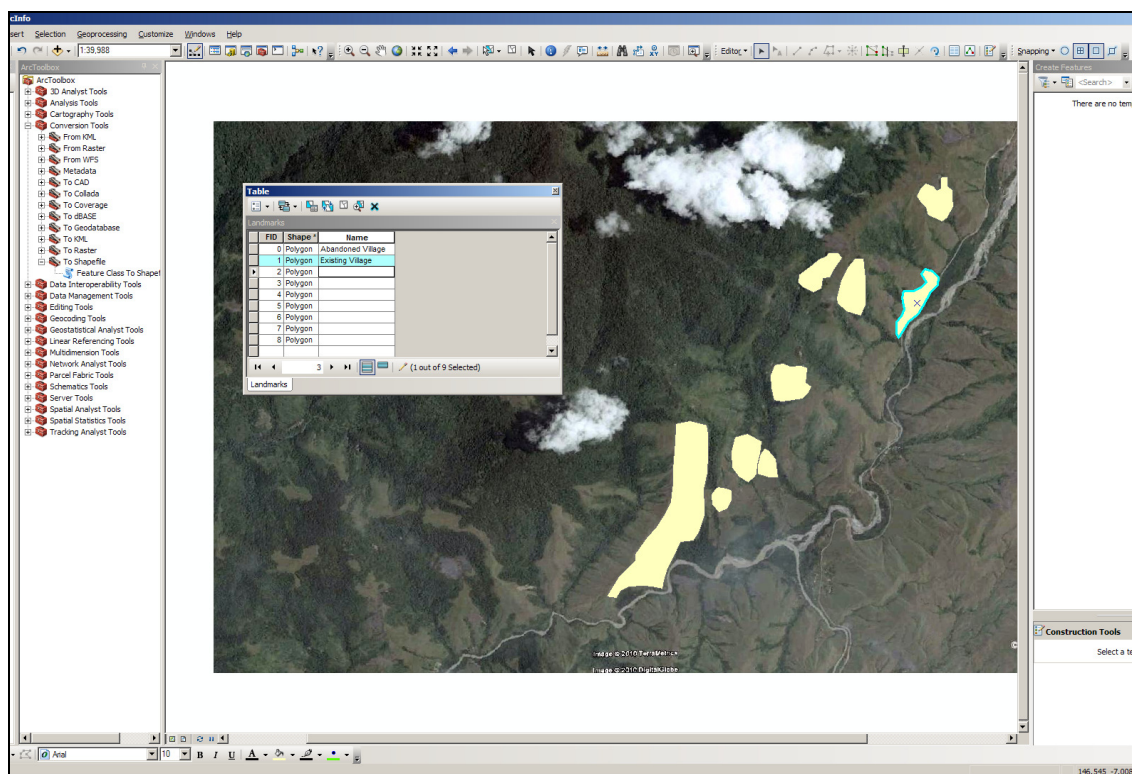 cInfo
sert Selection Geoprocessing Customize Windows Help
1:39,988
Editor
Snapping
ArcToolbox
ArcToolbox
3D Analyst Tools
Analysis Tools
Cartography Tools
Conversion Tools
From KML
From Raster
From WFS
Metadata
To CAD
To Collada
To Coverage
To dBASE
To Geodatabase
To KML
To Raster
To Shapefile
Feature Class To Shapef
Data Interoperability Tools
Data Management Tools
Editing Tools
Geocoding Tools
Geostatistical Analyst Tools
Linear Referencing Tools
Multidimension Tools
Network Analyst Tools
Parcel Fabric Tools
Schematics Tools
Server Tools
Spatial Analyst Tools
Spatial Statistics Tools
Tracking Analyst Tools
Table
Landmarks
FID Shape * Name
0 Polygon Abandoned Village
1 Polygon Existing Village
2 Polygon
3 Polygon
4 Polygon
5 Polygon
6 Polygon
7 Polygon
8 Polygon
3
(1 out of 9 Selected)
Landmarks
Image © 2010 TerraMetrics
Image © 2010 DigitalGlobe
©
Create Features
<Search>
There are no tem
Construction Tools
Select a te
Arial 10 B I U A
146.545 -7.008